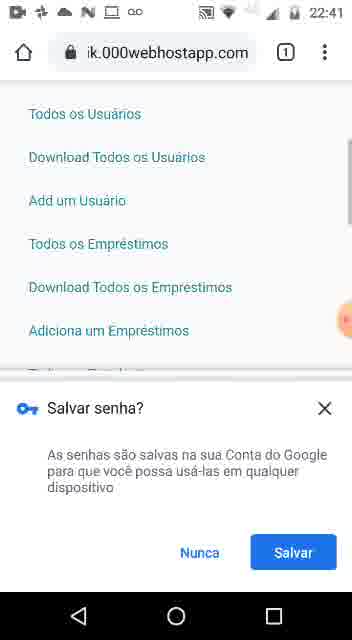 22:41
ik.000webhostapp.com
1
Todos os Usuários
Download Todos os Usuários
Add um Usuário
Todos os Empréstimos
Download Todos os Emprestimos
Adiciona um Empréstimos
Salvar senha?
As senhas são salvas na sua Conta do Google
para que você possa usá-las em qualquer
dispositivo
Nunca
Salvar